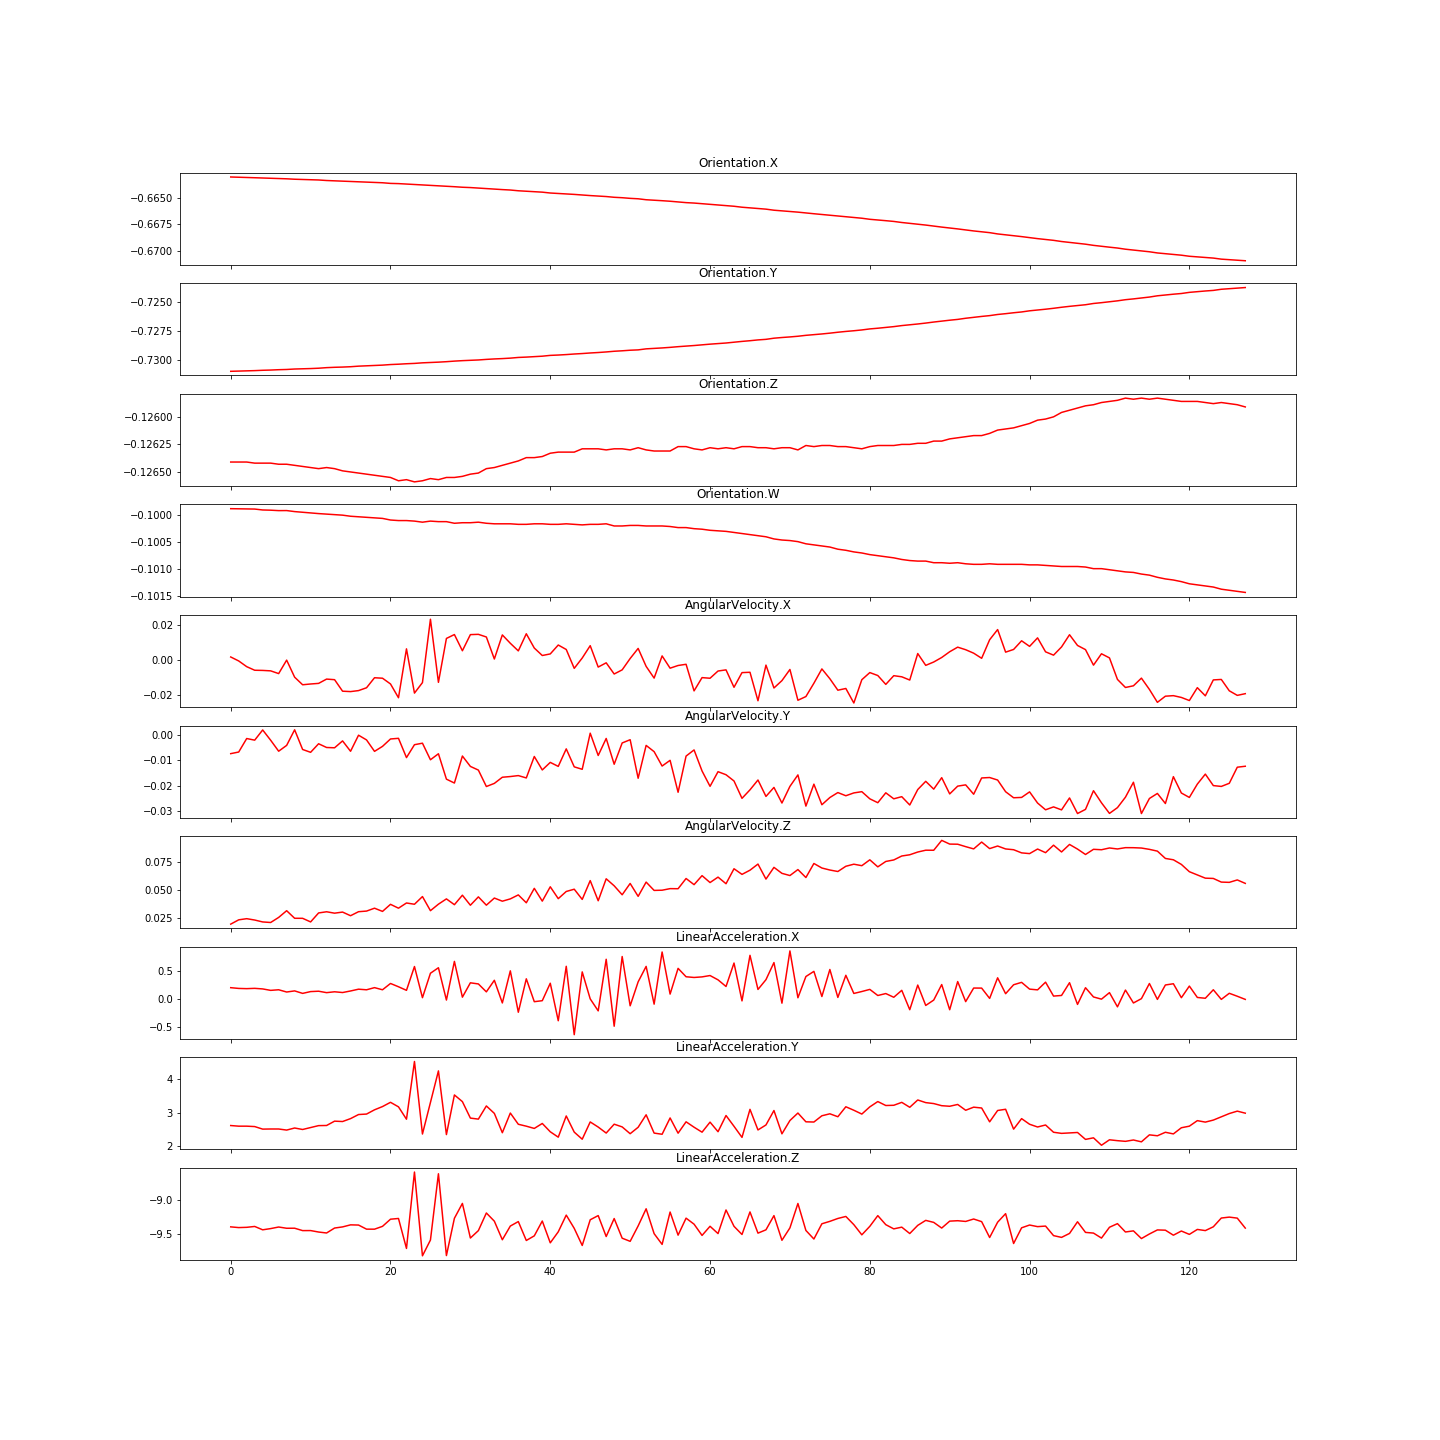 Orientation.X
−0.6650
−0.6675
−0.6700
Orientation.Y
−0.7250
−0.7275
−0.7300
Orientation.Z
−0.12600
−0.12625
−0.12650
Orientation.W
−0.1000
−0.1005
−0.1010
−0.1015
AngularVelocity.X
0.02
0.00
−0.02
AngularVelocity.Y
0.00
−0.01
−0.02
−0.03
AngularVelocity.Z
0.075
0.050
0.025
LinearAcceleration.X
0.5
0.0
−0.5
LinearAcceleration.Y
4
3
2
LinearAcceleration.Z
−9.0
−9.5
0 20 40 60 80 100 120